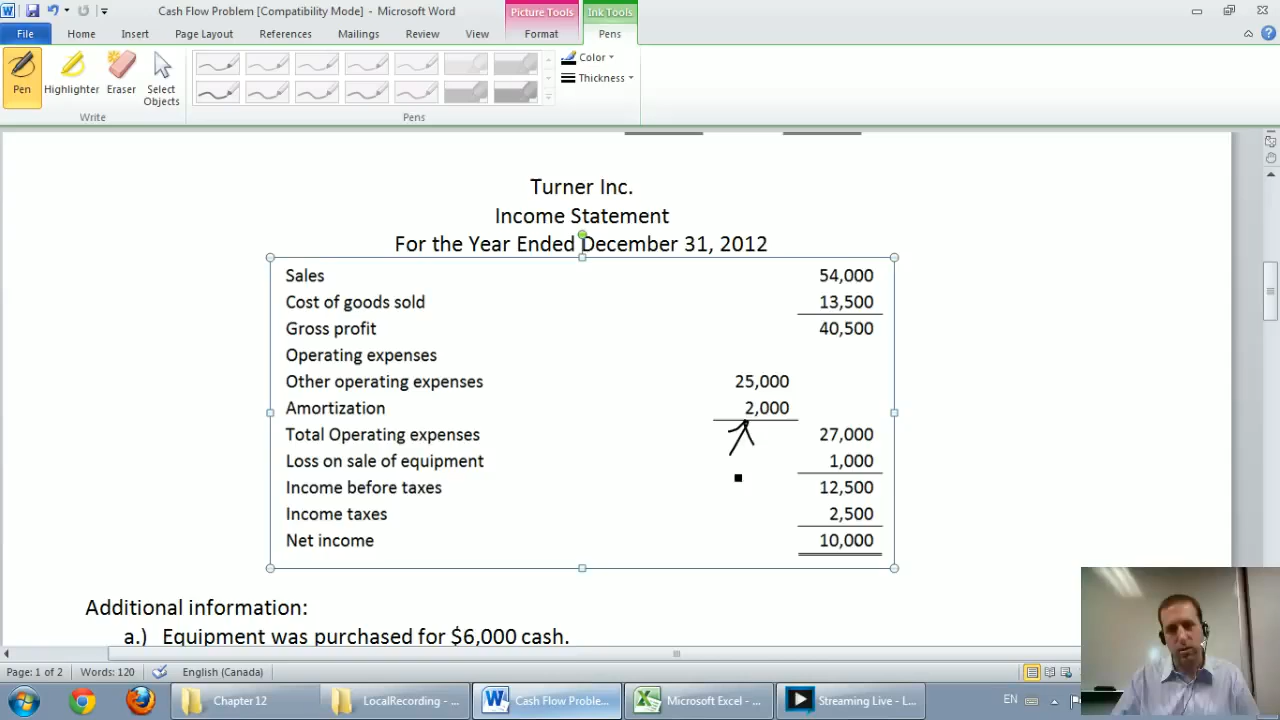 Cash Flow Problem [Compatibility Mode] - Microsoft Word
Picture Tools
Ink Tools
File Home Insert Page Layout References Mailings Review View Format Pens
Pen
Highlighter
Eraser
Select Objects
Color
Thickness
Write
Pens
Turner Inc.
Income Statement
For the Year Ended December 31, 2012
Sales 54,000
Cost of goods sold 13,500
Gross profit 40,500
Operating expenses
Other operating expenses 25,000
Amortization 2,000
Total Operating expenses 27,000
Loss on sale of equipment 1,000
Income before taxes 12,500
Income taxes 2,500
Net income 10,000
Additional information:
a.) Equipment was purchased for $6,000 cash.
Page: 1 of 2 Words: 120 English (Canada)
Chapter12 LocalRecording - ... Cash Flow Proble... Microsoft Excel - ... Streaming Live - L... EN